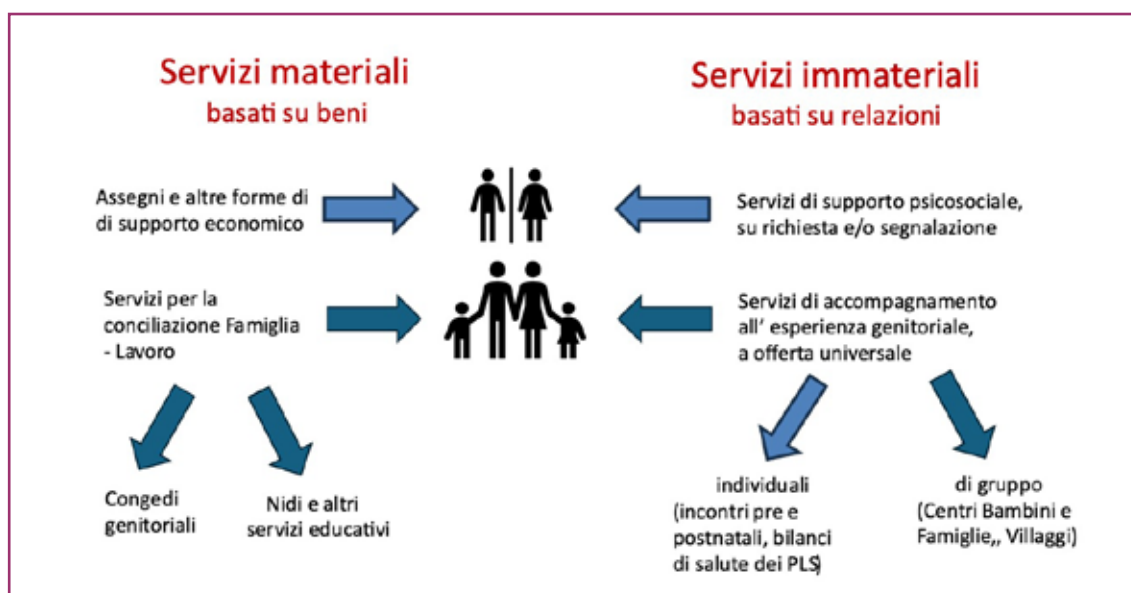 Servizi materiali
basati su beni
Servizi immateriali
basati su relazioni
Assegni e altre forme di
di supporto economico
Servizi di supporto psicosociale,
su richiesta e/o segnalazione
Servizi per la
conciliazione Famiglia
- Lavoro
Servizi di accompagnamento
all' esperienza genitoriale,
a offerta universale
Congedi
genitoriali
Nidi e altri
servizi educativi
individuali
(incontri pre e
postnatali, bilanci
di salute dei PLS)
di gruppo
(Centri Bambini e
Famiglie,, Villaggi)